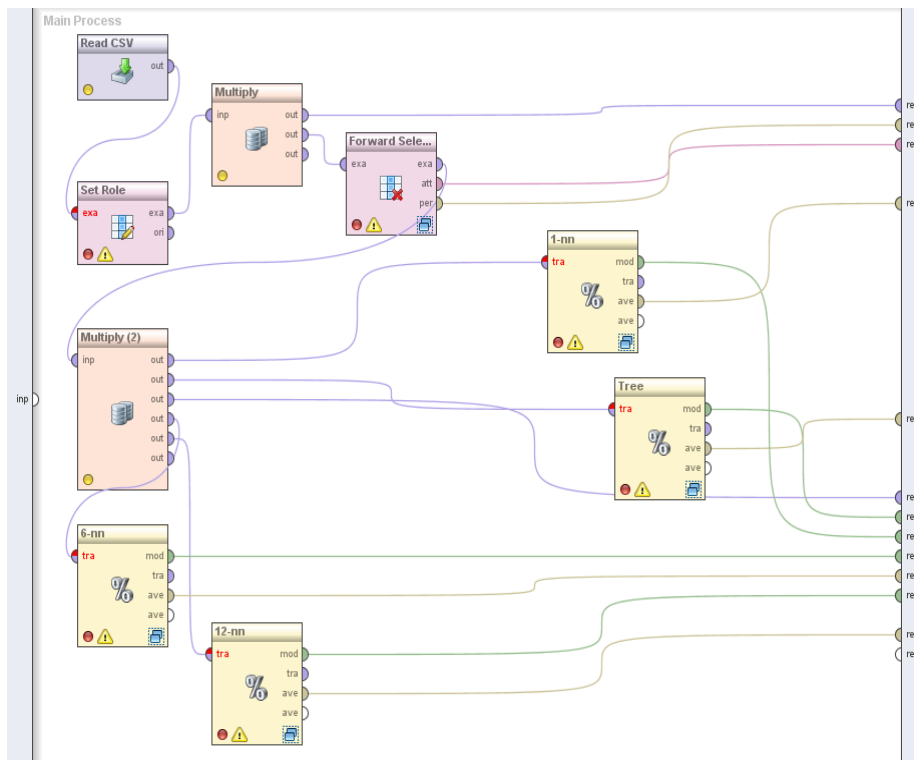 Main Process
Read CSV
out
Multiply
inp out
out
out
Forward Sele...
exa exa
att
per
Set Role
exa exa
ori
1-nn
tra mod
tra
ave
ave
Multiply (2)
inp out
out
out
out
out
out
inp
Tree
tra mod
tra
ave
ave
6-nn
tra mod
tra
ave
ave
12-nn
tra mod
tra
ave
ave
re
re
re
re
re
re
re
re
re
re
re
re
re